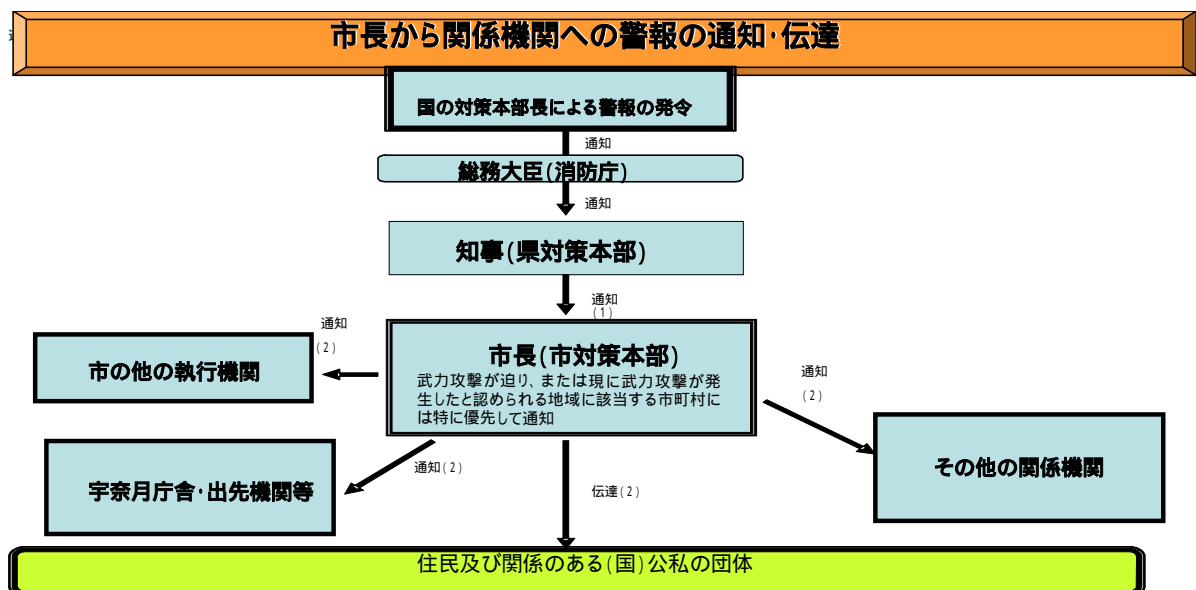 市長から関係機関への警報の通知・伝達
国の対策本部長による警報の発令
通知
総務大臣(消防庁)
通知
知事(県対策本部)
通知
(1)
通知
(2)
市の他の執行機関
市長(市対策本部)
武力攻撃が迫り、または現に武力攻撃が発
生したと認められる地域に該当する市町村に
は特に優先して通知
通知
(2)
その他の関係機関
宇奈月庁舎・出先機関等
通知(2)
伝達(2)
住民及び関係のある(国)公私の団体